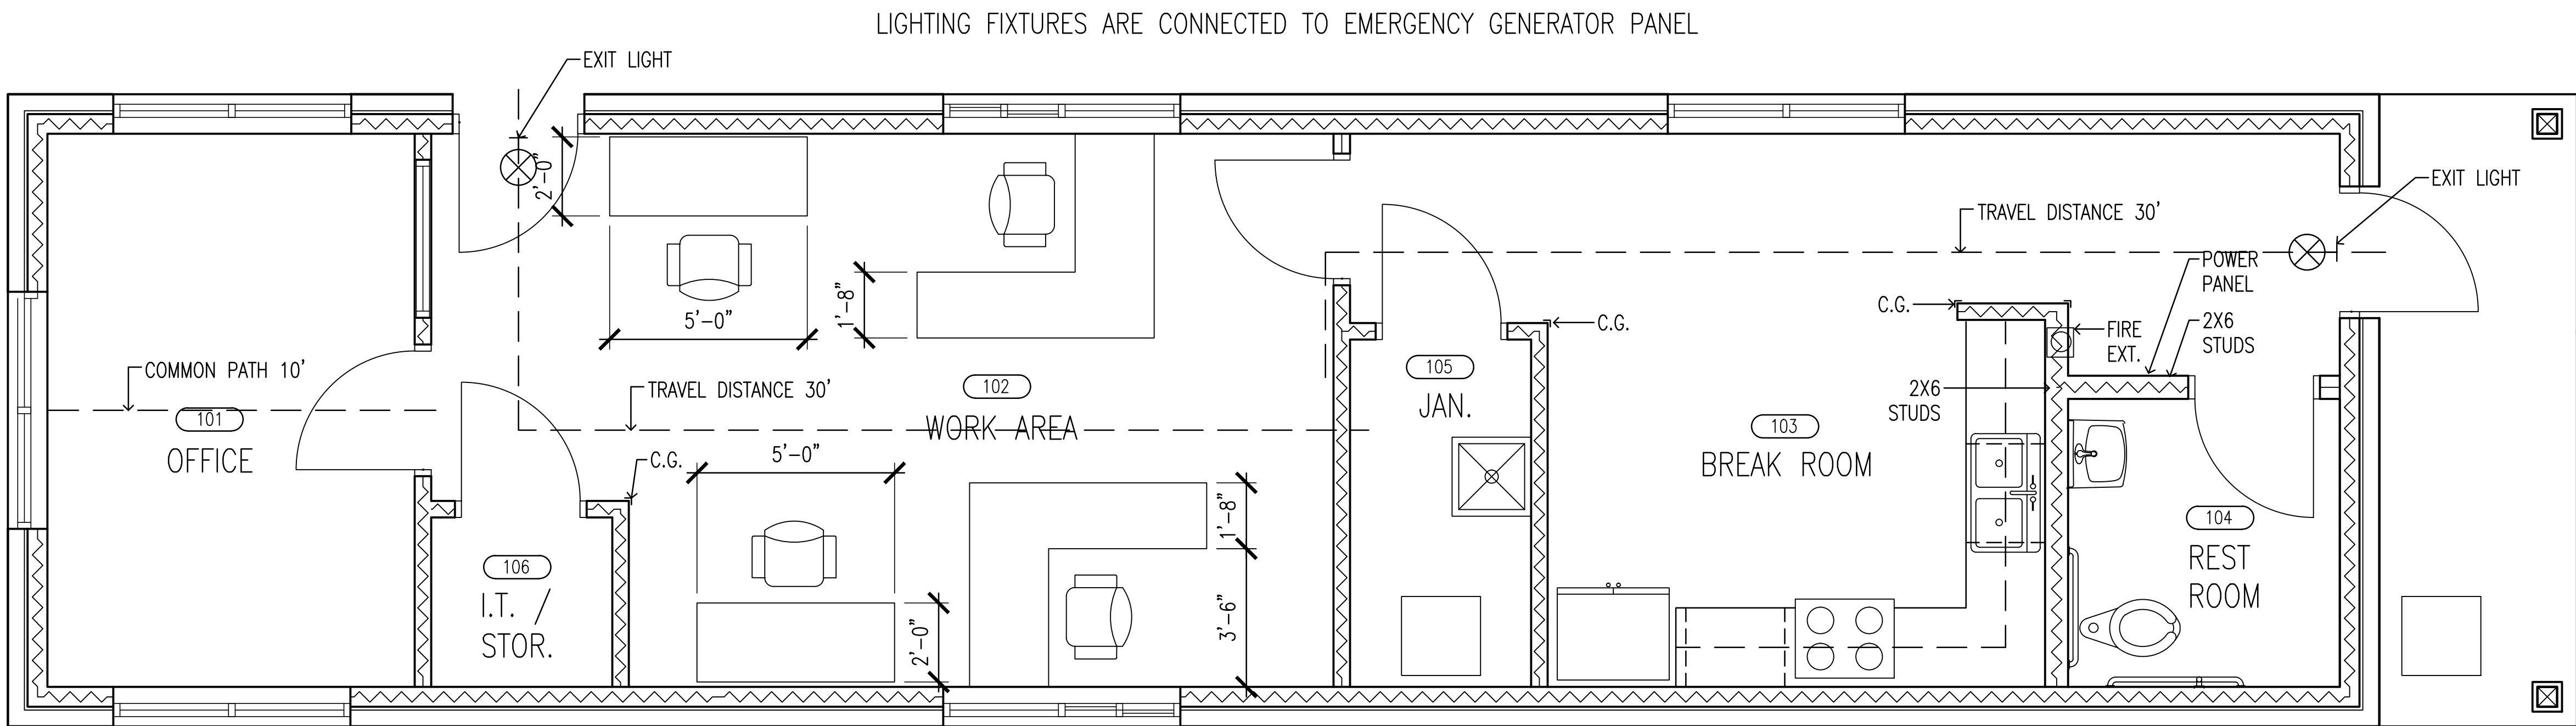 LIGHTING FIXTURES ARE CONNECTED TO EMERGENCY GENERATOR PANEL
EXIT LIGHT
2'-0"
EXIT LIGHT
TRAVEL DISTANCE 30'
POWER
PANEL
1'-8"
5'-0"
C.G.
C.G.
FIRE
EXT.
2X6
STUDS
COMMON PATH 10'
101
OFFICE
TRAVEL DISTANCE 30'
102
WORK AREA
105
JAN.
2X6
STUDS
103
BREAK ROOM
C.G.
5'-0"
1'-8"
104
REST
ROOM
106
I.T. /
STOR.
2'-0"
3'-6"